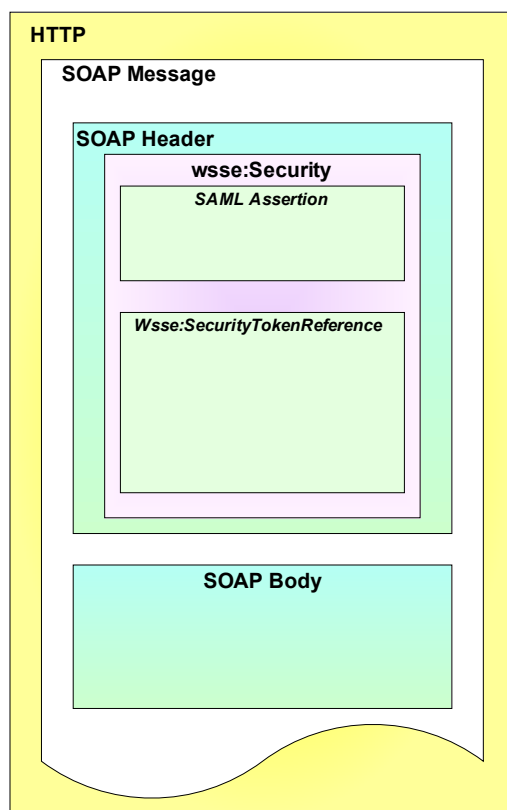 HTTP
SOAP Message
SOAP Header
wsse:Security
SAML Assertion
Wsse:SecurityTokenReference
SOAP Body